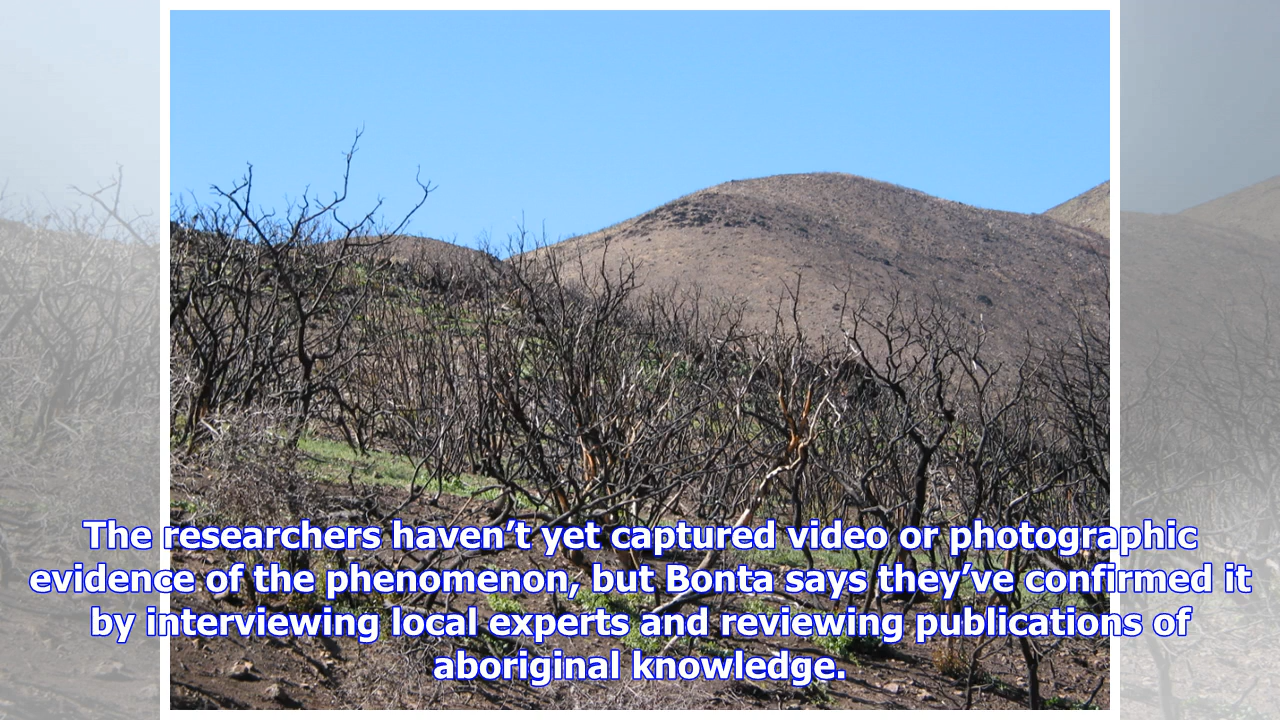 The researchers haven’t yet captured video or photographic
evidence of the phenomenon, but Bonta says they’ve confirmed it
by interviewing local experts and reviewing publications of
aboriginal knowledge.